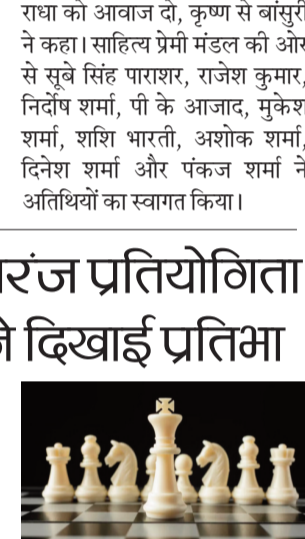 राधा को आवाज दो, कृष्ण से बांसुरी
ने कहा। साहित्य प्रेमी मंडल की ओर
से सूबे सिंह पाराशर, राजेश कुमार,
निर्दोष शर्मा, पी के आजाद, मुकेश
शर्मा, शशि भारती, अशोक शर्मा,
दिनेश शर्मा और पंकज शर्मा ने
अतिथियों का स्वागत किया।
रंज प्रतियोगिता
ने दिखाई प्रतिभा